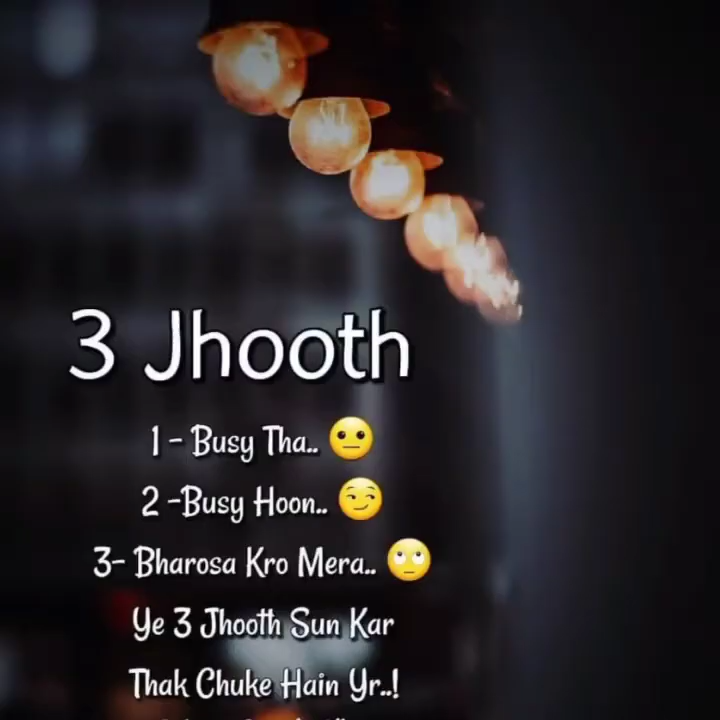 3 Jhooth
1 - Busy Tha.. 😐
2 -Busy Hoon.. 😏
3- Bharosa Kro Mera.. 🙄
Ye 3 Jhooth Sun Kar
Thak Chuke Hain Yr..!